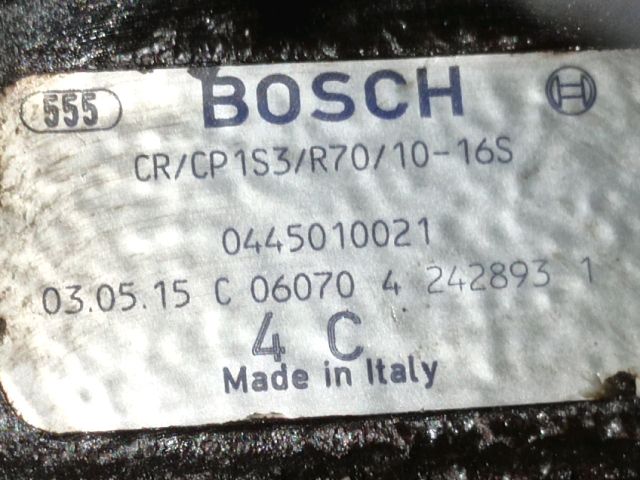 555 BOSCH
CR/CP1S3/R70/10-16S
0445010021
03.05.15 C 06070 4 242893 1
4 C
Made in Italy